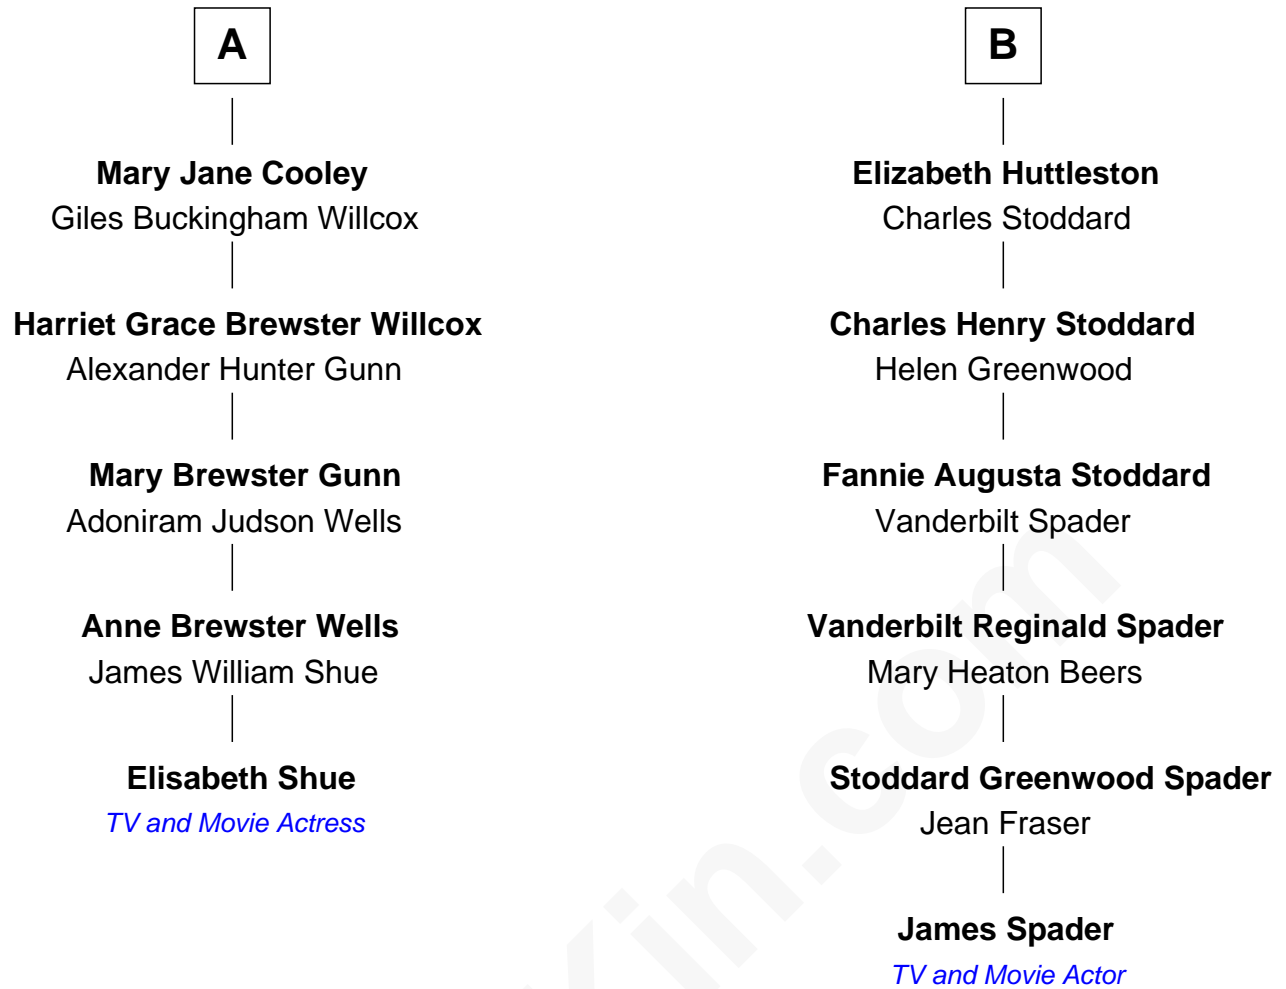 A
Mary Jane Cooley
Giles Buckingham Willcox
Harriet Grace Brewster Willcox
Alexander Hunter Gunn
Mary Brewster Gunn
Adoniram Judson Wells
Anne Brewster Wells
James William Shue
Elisabeth Shue
TV and Movie Actress
B
Elizabeth Huttleston
Charles Stoddard
Charles Henry Stoddard
Helen Greenwood
Fannie Augusta Stoddard
Vanderbilt Spader
Vanderbilt Reginald Spader
Mary Heaton Beers
Stoddard Greenwood Spader
Jean Fraser
James Spader
TV and Movie Actor
Kin.com